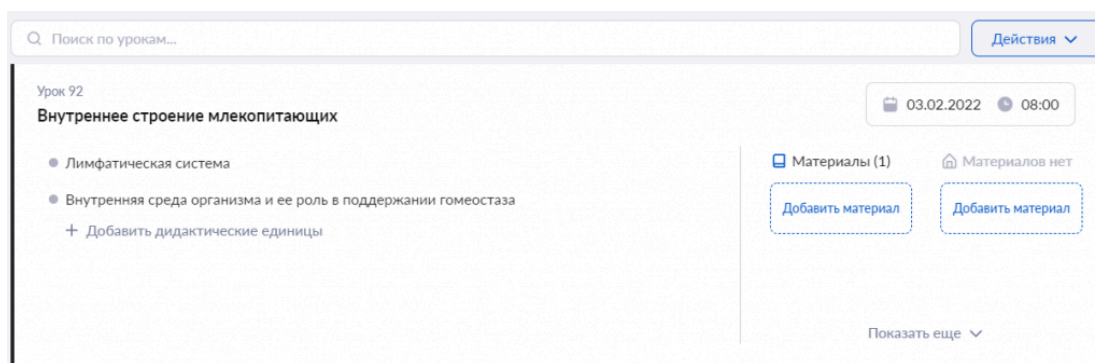 Поиск по урокам...
Действия
Урок 92
Внутреннее строение млекопитающих
03.02.2022 08:00
Лимфатическая система
Внутренняя среда организма и ее роль в поддержании гомеостаза
+ Добавить дидактические единицы
Материалы (1)
Материалов нет
Добавить материал
Добавить материал
Показать еще